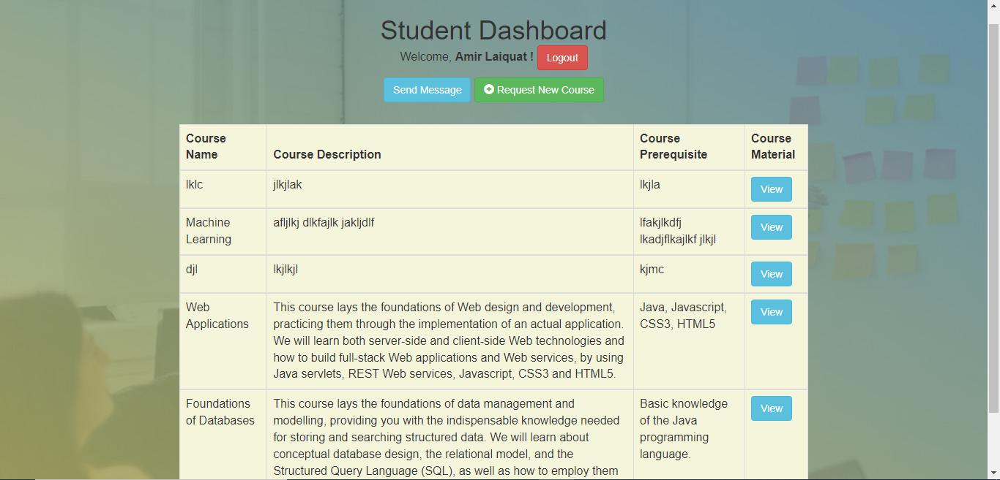 Student Dashboard
Welcome, Amir Laiquat ! Logout
Send Message Request New Course
Course Name
Course Description
Course Prerequisite
Course Material
lklc
jlkjlak
lkjla
View
Machine
Learning
afljlkj dlkfajlk jakljdlf
lfakjlkdfj
lkadjflkajlkf jlkjl
View
djl
lkjlkjl
kjmc
View
Web
Applications
This course lays the foundations of Web design and development,
practicing them through the implementation of an actual application.
We will learn both server-side and client-side Web technologies and
how to build full-stack Web applications and Web services, by using
Java servlets, REST Web services, Javascript, CSS3 and HTML5.
Java, Javascript,
CSS3, HTML5
View
Foundations
of Databases
This course lays the foundations of data management and
modelling, providing you with the indispensable knowledge needed
for storing and searching structured data. We will learn about
conceptual database design, the relational model, and the
Structured Query Language (SQL), as well as how to employ them
Basic knowledge
of the Java
programming
language.
View